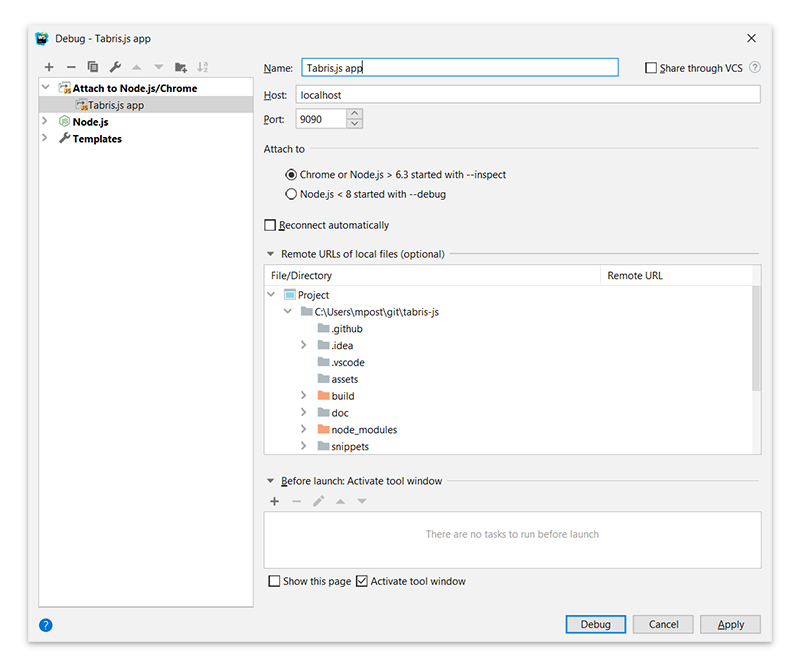 Debug - Tabris.js app
Attach to Node.js/Chrome
Tabris.js app
Node.js
Templates
Name: Tabris.js app
Share through VCS ?
Host: localhost
Port: 9090
Attach to
Chrome or Node.js > 6.3 started with --inspect
Node.js < 8 started with --debug
Reconnect automatically
Remote URLs of local files (optional)
File/Directory Remote URL
Project
C:\Users\mpost\git\tabris-js
.github
.idea
.vscode
assets
build
doc
node_modules
snippets
Before launch: Activate tool window
There are no tasks to run before launch
Show this page Activate tool window
? Debug Cancel Apply